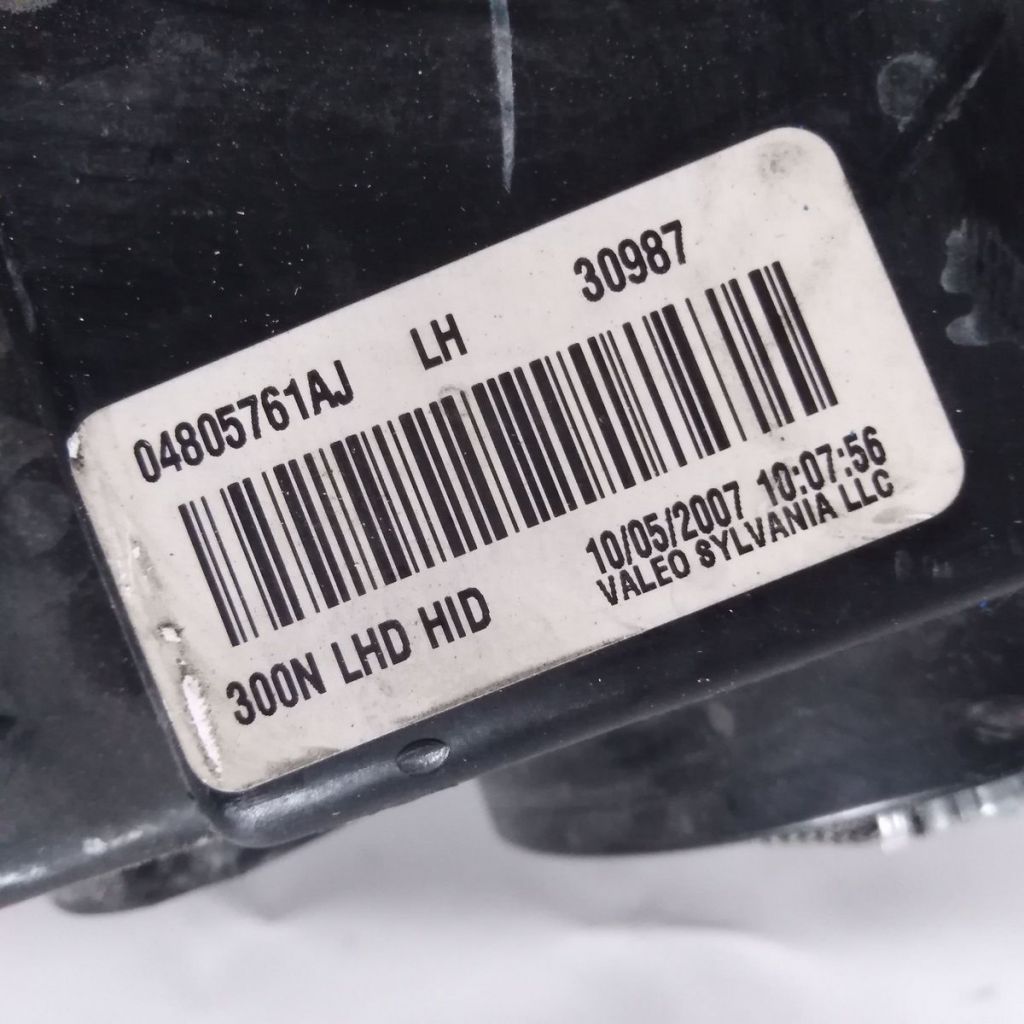 04805761AJ LH 30987
10/05/2007 10:07:56
VALEO SYLVANIA LLC
300N LHD HID